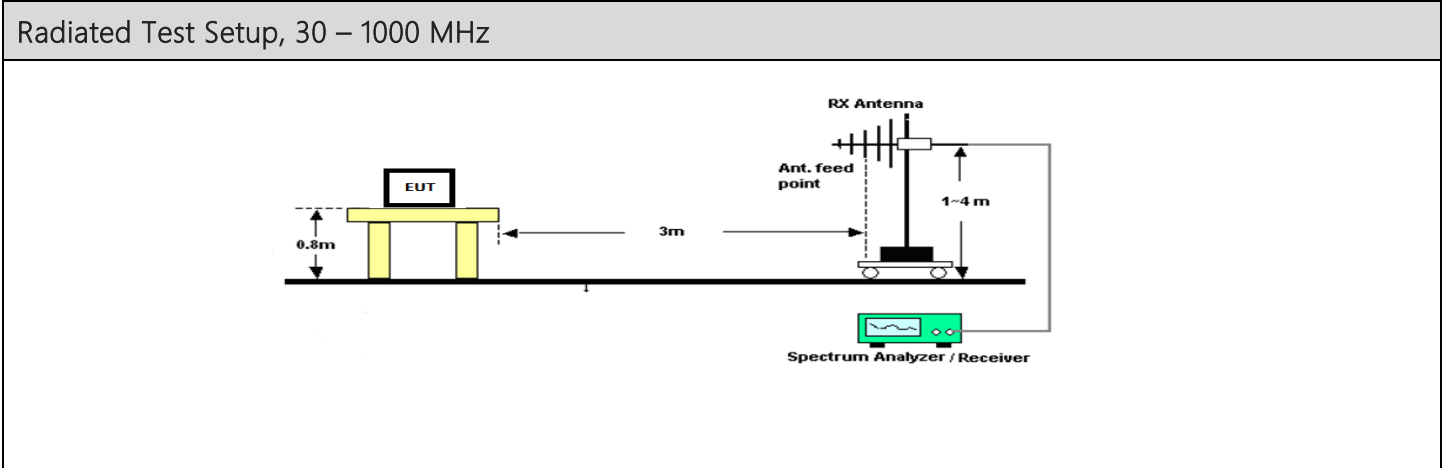 Radiated Test Setup, 30 – 1000 MHz
RX Antenna
Ant. feed
point
EUT
1~4 m
0.8m
3m
Spectrum Analyzer / Receiver